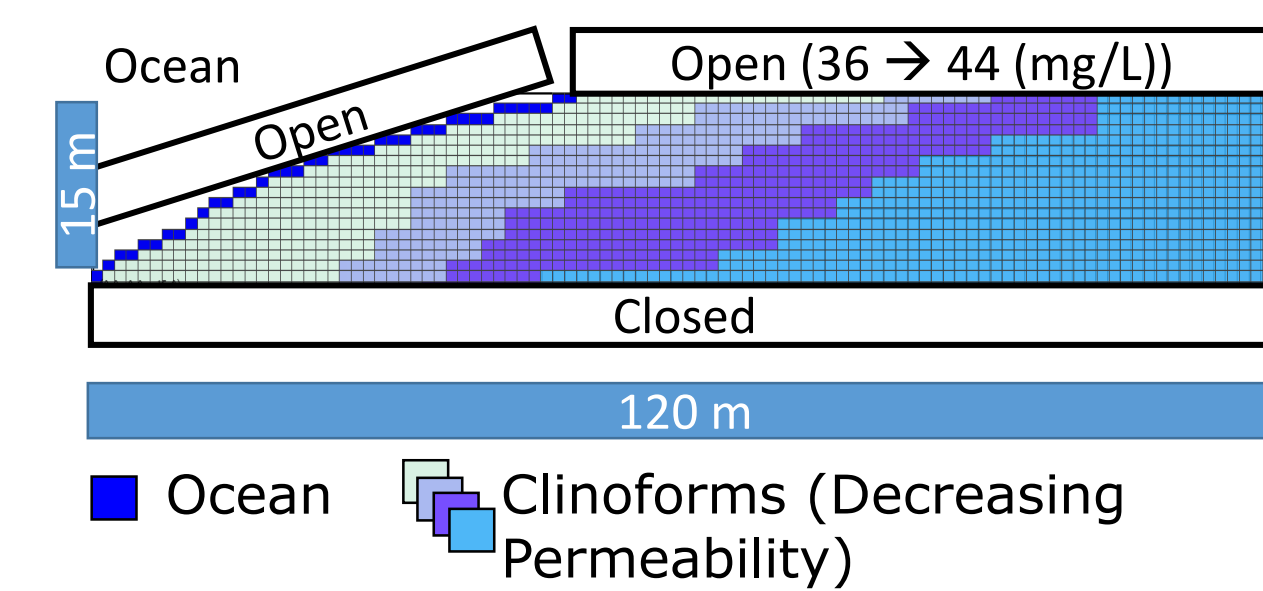 Ocean
Open
Open (36 → 44 (mg/L))
15 m
Closed
120 m
Ocean
Clinoforms (Decreasing
Permeability)